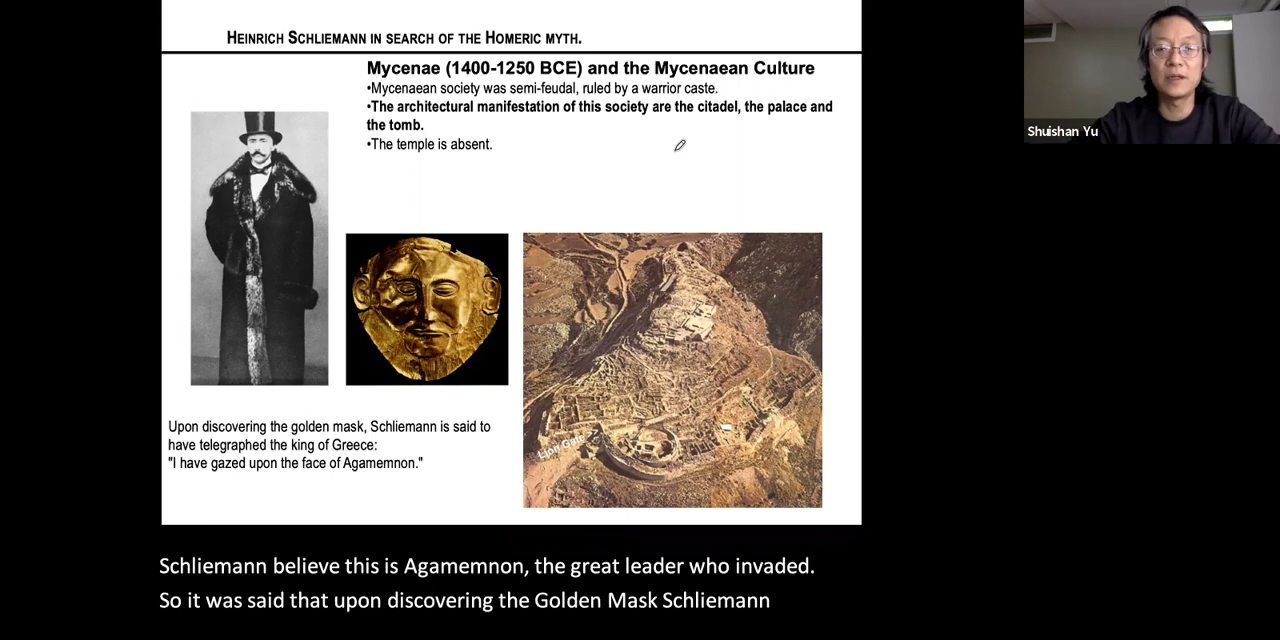 HEINRICH SCHLIEMANN IN SEARCH OF THE HOMERIC MYTH.
Mycenae (1400-1250 BCE) and the Mycenaean Culture
•Mycenaean society was semi-feudal, ruled by a warrior caste.
•The architectural manifestation of this society are the citadel, the palace and
the tomb.
•The temple is absent.
Shuishan Yu
Upon discovering the golden mask, Schliemann is said to
have telegraphed the king of Greece:
"I have gazed upon the face of Agamemnon."
Lion Gate
Schliemann believe this is Agamemnon, the great leader who invaded.
So it was said that upon discovering the Golden Mask Schliemann